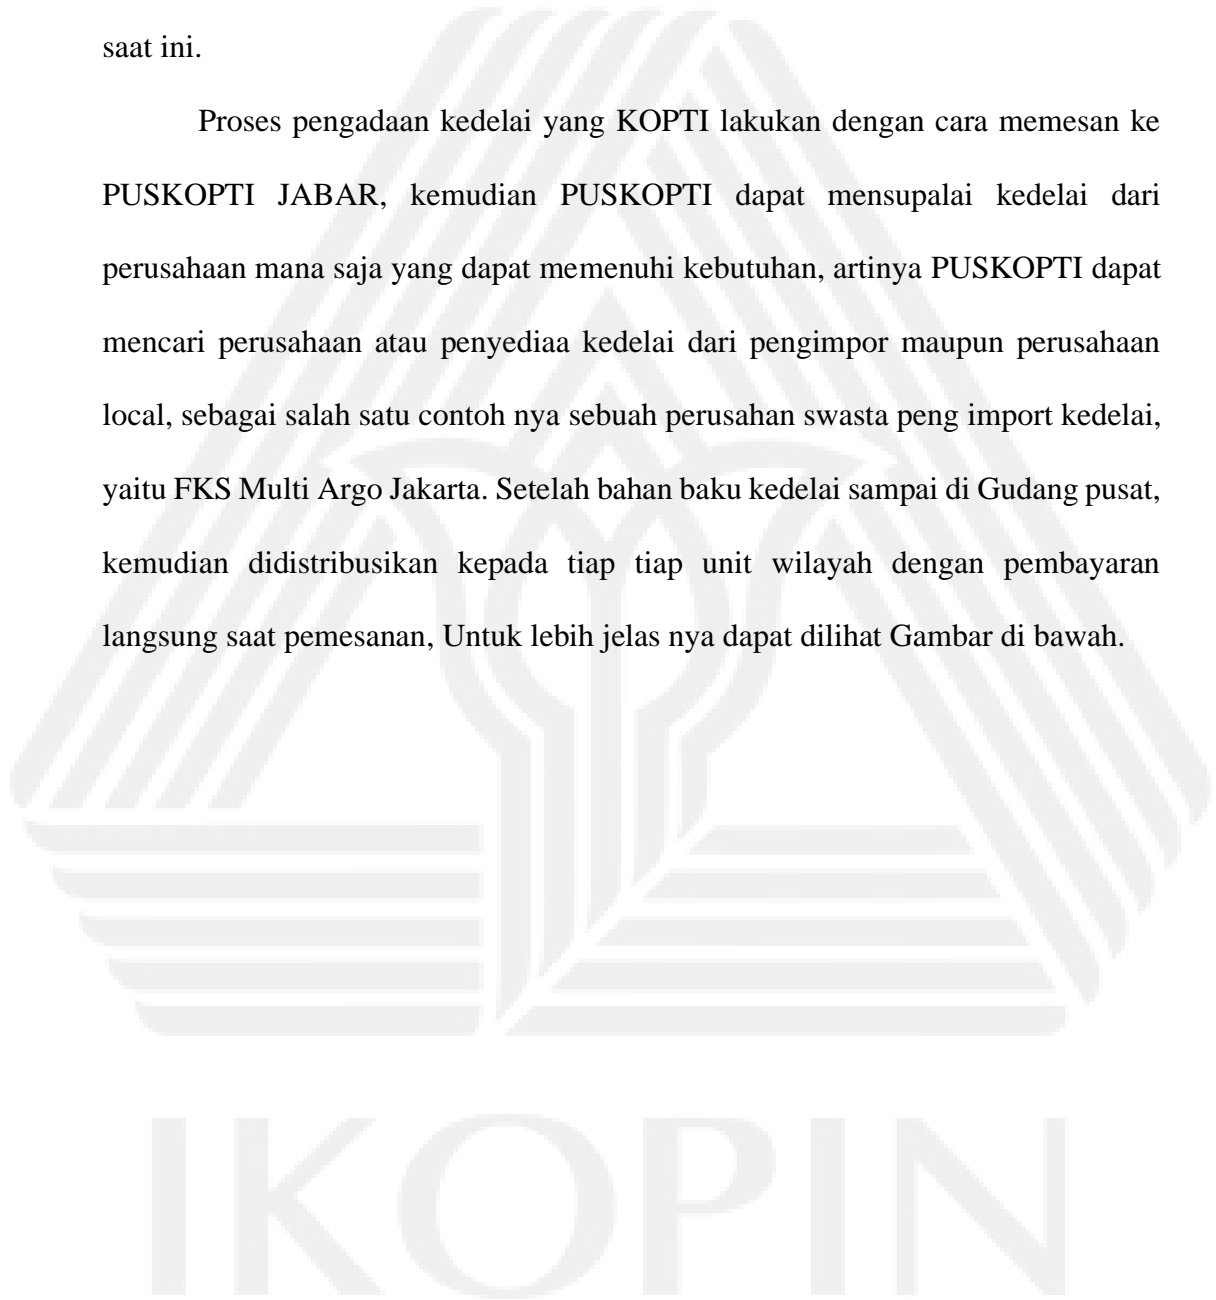 saat ini.
Proses pengadaan kedelai yang KOPTI lakukan dengan cara memesan ke
PUSKOPTI JABAR, kemudian PUSKOPTI dapat mensupalai kedelai dari
perusahaan mana saja yang dapat memenuhi kebutuhan, artinya PUSKOPTI dapat
mencari perusahaan atau penyediaa kedelai dari pengimpor maupun perusahaan
local, sebagai salah satu contoh nya sebuah perusahan swasta peng import kedelai,
yaitu FKS Multi Argo Jakarta. Setelah bahan baku kedelai sampai di Gudang pusat,
kemudian didistribusikan kepada tiap tiap unit wilayah dengan pembayaran
langsung saat pemesanan, Untuk lebih jelas nya dapat dilihat Gambar di bawah.
IKOPIN